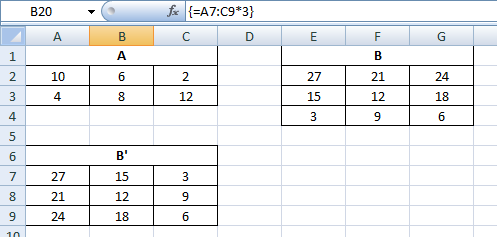 B20 fx {=A7:C9*3}
A B C D E F G
1 A B
2 10 6 2 27 21 24
3 4 8 12 15 12 18
4 3 9 6
5
6 B'
7 27 15 3
8 21 12 9
9 24 18 6
10